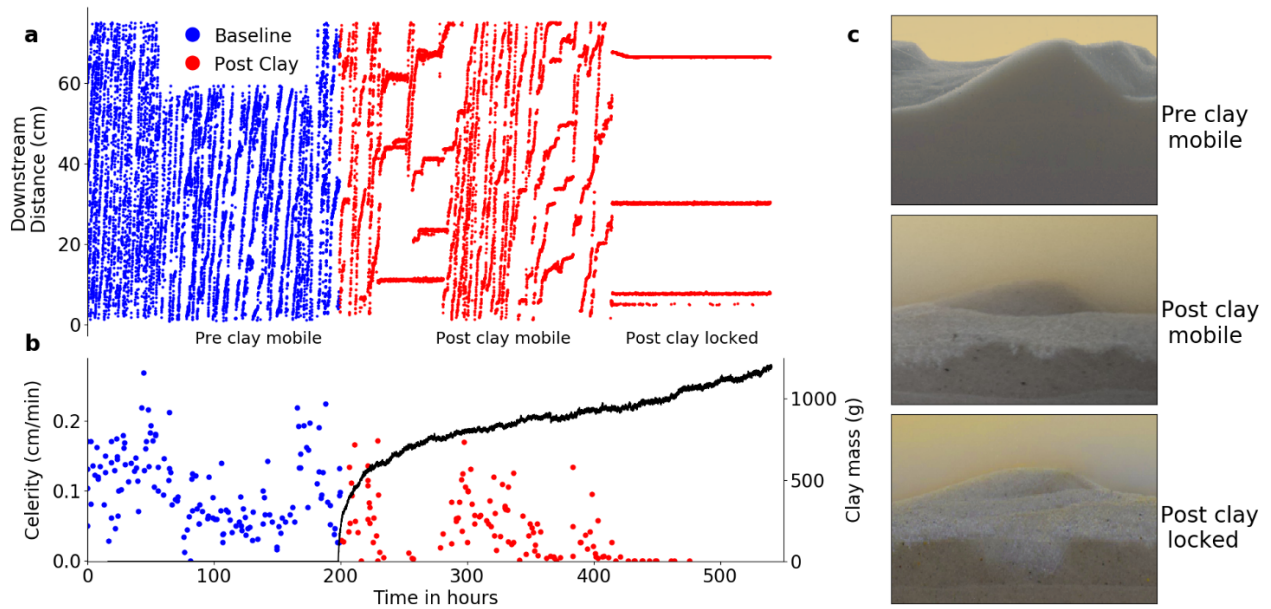 a
Baseline
Post Clay
Downstream
Distance (cm)
60
40
20
0
Pre clay mobile
Post clay mobile
Post clay locked
b
Celerity (cm/min)
0.2
0.1
0.0
Clay mass (g)
1000
500
0
0
100
200
300
400
500
Time in hours
c
Pre clay
mobile
Post clay
mobile
Post clay
locked